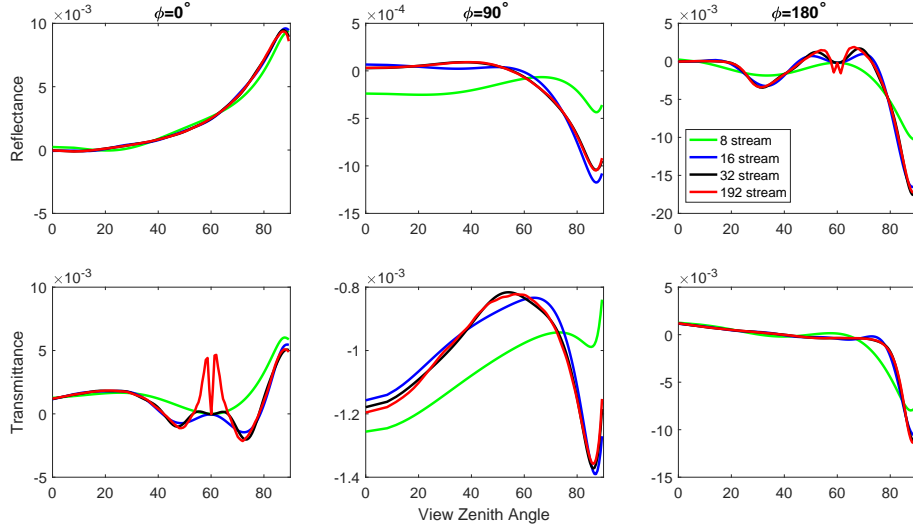 ϕ=0°
ϕ=90°
ϕ=180°
×10⁻³
×10⁻⁴
×10⁻³
10
5
0
-5
5
0
-5
-10
-15
5
0
-5
-10
-15
-20
Reflectance
0 20 40 60 80
0 20 40 60 80
0 20 40 60 80
8 stream
16 stream
32 stream
192 stream
×10⁻³
×10⁻³
×10⁻³
10
5
0
-5
-0.8
-1
-1.2
-1.4
5
0
-5
-10
-15
Transmittance
0 20 40 60 80
0 20 40 60 80
0 20 40 60 80
View Zenith Angle